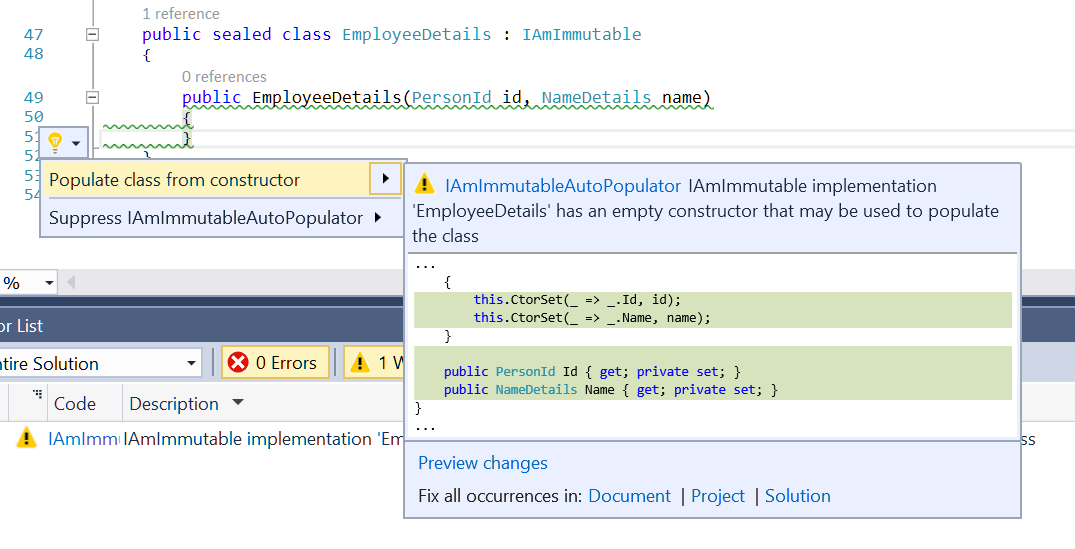 1 reference
47 public sealed class EmployeeDetails : IAmImmutable
48 {
0 references
49 public EmployeeDetails(PersonId id, NameDetails name)
50 {
51 }
52 }
53
54
Populate class from constructor
Suppress IAmImmutableAutoPopulator
IAmImmutableAutoPopulator IAmImmutable implementation
'EmployeeDetails' has an empty constructor that may be used to populate
the class
...
{
this.CtorSet(_ => _.Id, id);
this.CtorSet(_ => _.Name, name);
}
public PersonId Id { get; private set; }
public NameDetails Name { get; private set; }
}
...
Preview changes
Fix all occurrences in: Document | Project | Solution
%
or List
ntire Solution 0 Errors 1 W
Code Description
IAmImm IAmImmutable implementation 'Em ss